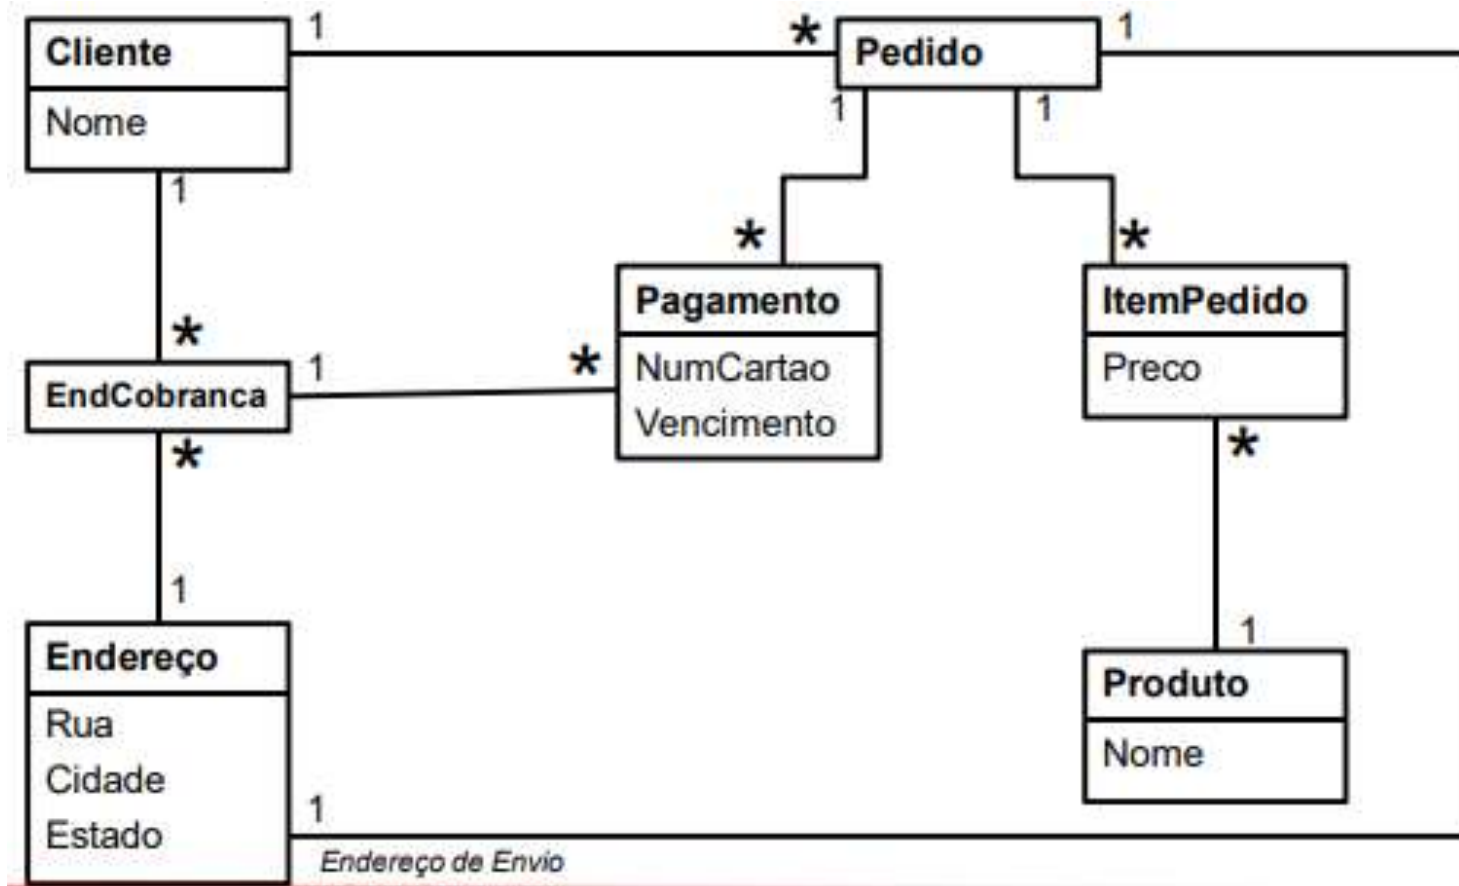 Cliente
Nome
1
*
Pedido
1
1
1
1
*
*
Pagamento
NumCartao
Vencimento
ItemPedido
Preco
*
EndCobranca
1
*
*
*
1
1
Endereço
Rua
Cidade
Estado
Produto
Nome
1
Endereço de Envio